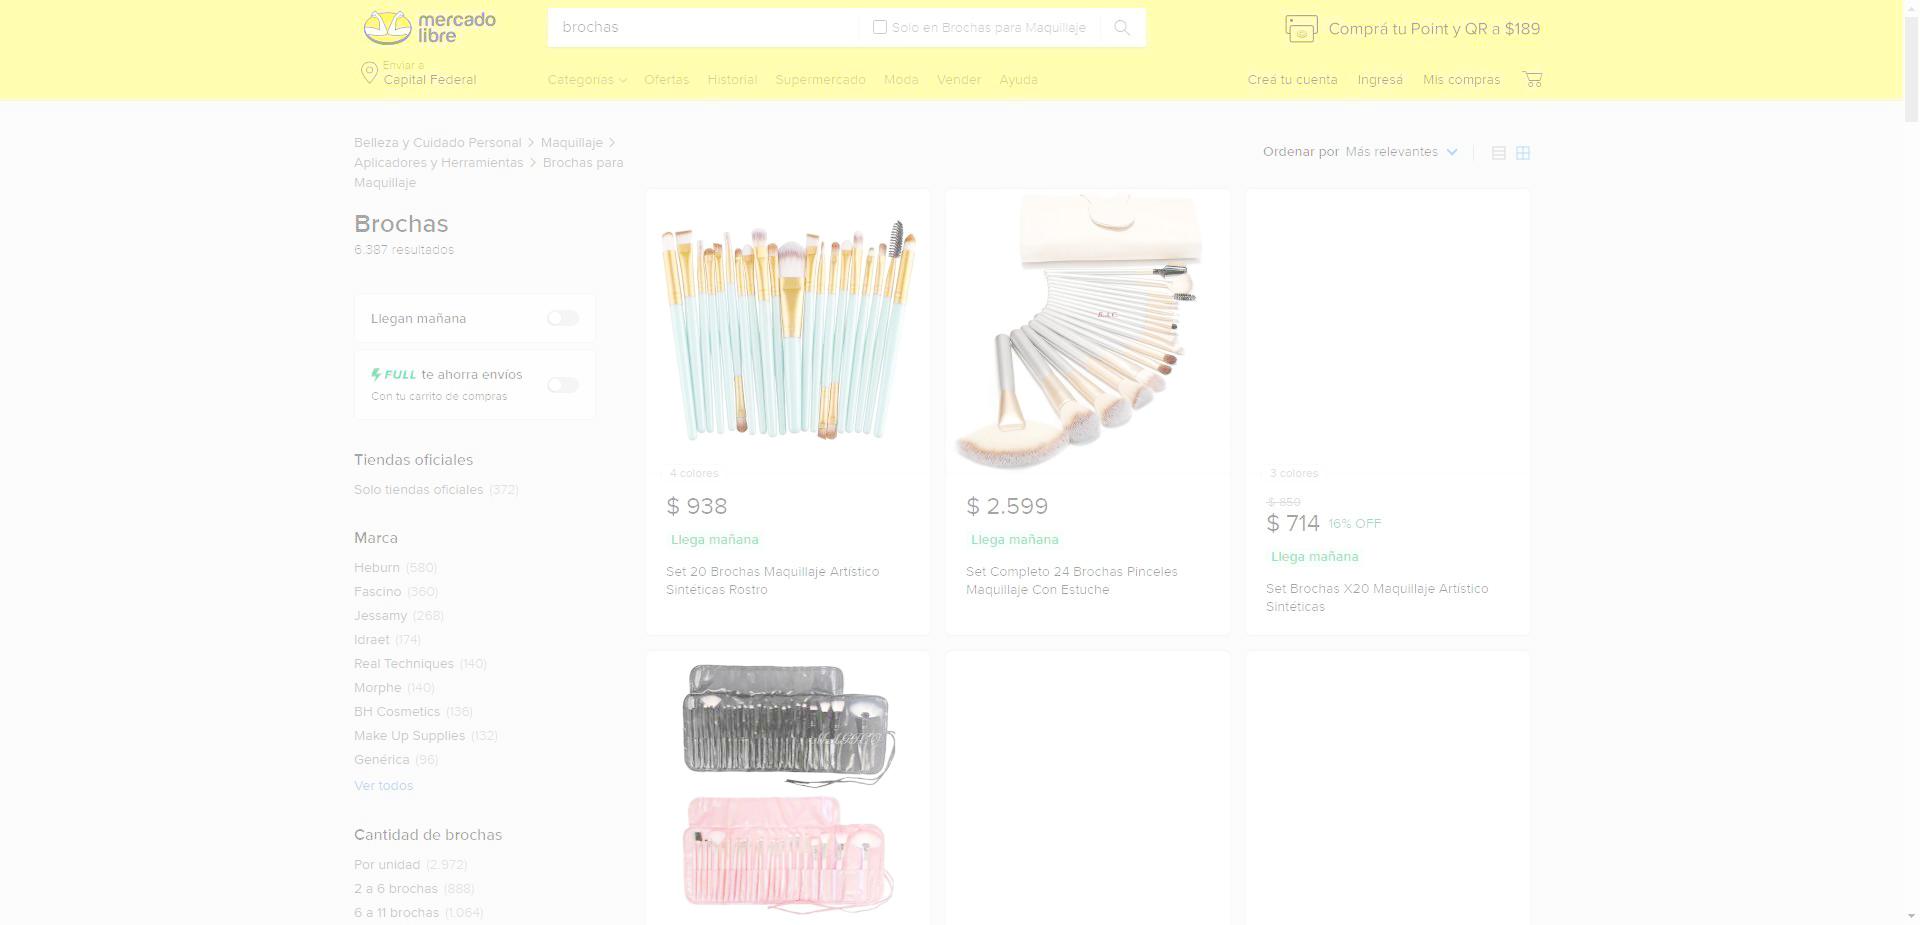 mercado
libre
brochas
Solo en Brochas para Maquillaje
Comprá tu Point y QR a $189
Enviar a
Capital Federal
Categorías
Ofertas
Historial
Supermercado
Moda
Vender
Ayuda
Creá tu cuenta
Ingresá
Mis compras
Belleza y Cuidado Personal > Maquillaje >
Aplicadores y Herramientas > Brochas para
Maquillaje
Brochas
6.387 resultados
Ordenar por Más relevantes
Llegan mañana
FULL te ahorra envíos
Con tu carrito de compras
Tiendas oficiales
Solo tiendas oficiales (372)
Marca
Heburn (580)
Fascino (360)
Jessamy (268)
Idraet (174)
Real Techniques (140)
Morphe (140)
BH Cosmetics (136)
Make Up Supplies (132)
Genérica (96)
Ver todos
Cantidad de brochas
Por unidad (2.972)
2 a 6 brochas (888)
6 a 11 brochas (1.064)
4 colores
$ 938
Llega mañana
Set 20 Brochas Maquillaje Artístico
Sintéticas Rostro
$ 2.599
Llega mañana
Set Completo 24 Brochas Pinceles
Maquillaje Con Estuche
3 colores
$ 859
$ 714 16% OFF
Llega mañana
Set Brochas X20 Maquillaje Artístico
Sintéticas